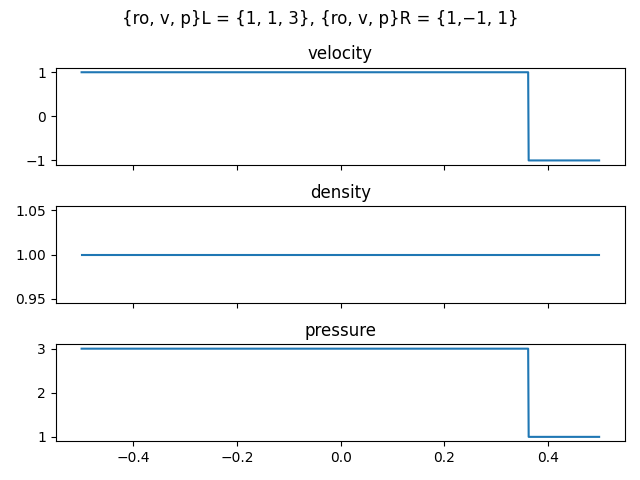 {ro, v, p}L = {1, 1, 3}, {ro, v, p}R = {1,−1, 1}
velocity
1
0
−1
density
1.05
1.00
0.95
pressure
3
2
1
−0.4 −0.2 0.0 0.2 0.4